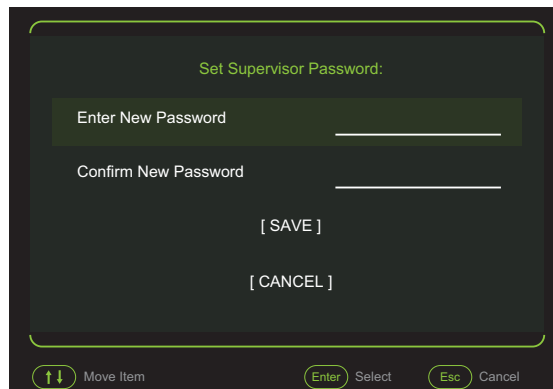 Set Supervisor Password:
Enter New Password
Confirm New Password
[ SAVE ]
[ CANCEL ]
↑↓ Move Item Enter Select Esc Cancel